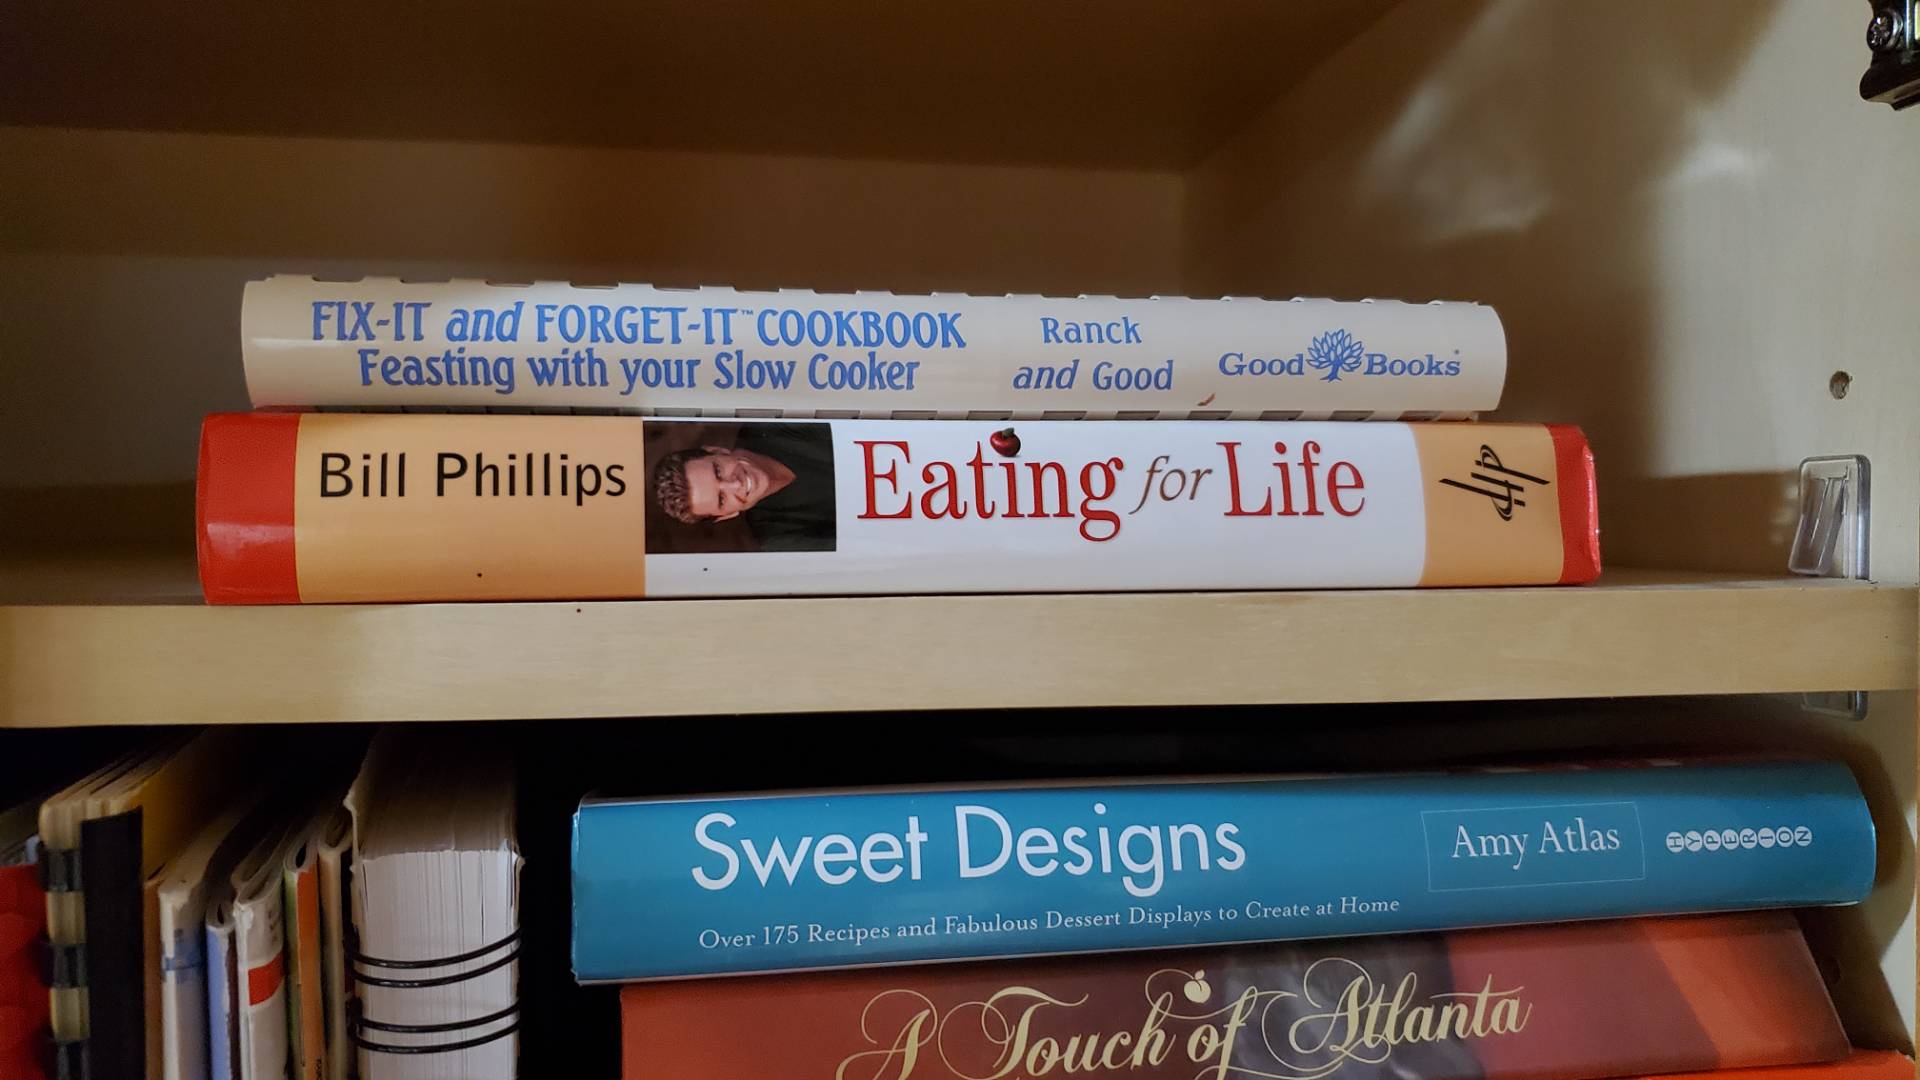 FIX-IT and FORGET-IT™ COOKBOOK
Feasting with your Slow Cooker
Ranck
and Good
Good Books®
Bill Phillips
Eating for Life
Sweet Designs
Over 175 Recipes and Fabulous Dessert Displays to Create at Home
Amy Atlas
HYPERION
A Touch of Atlanta